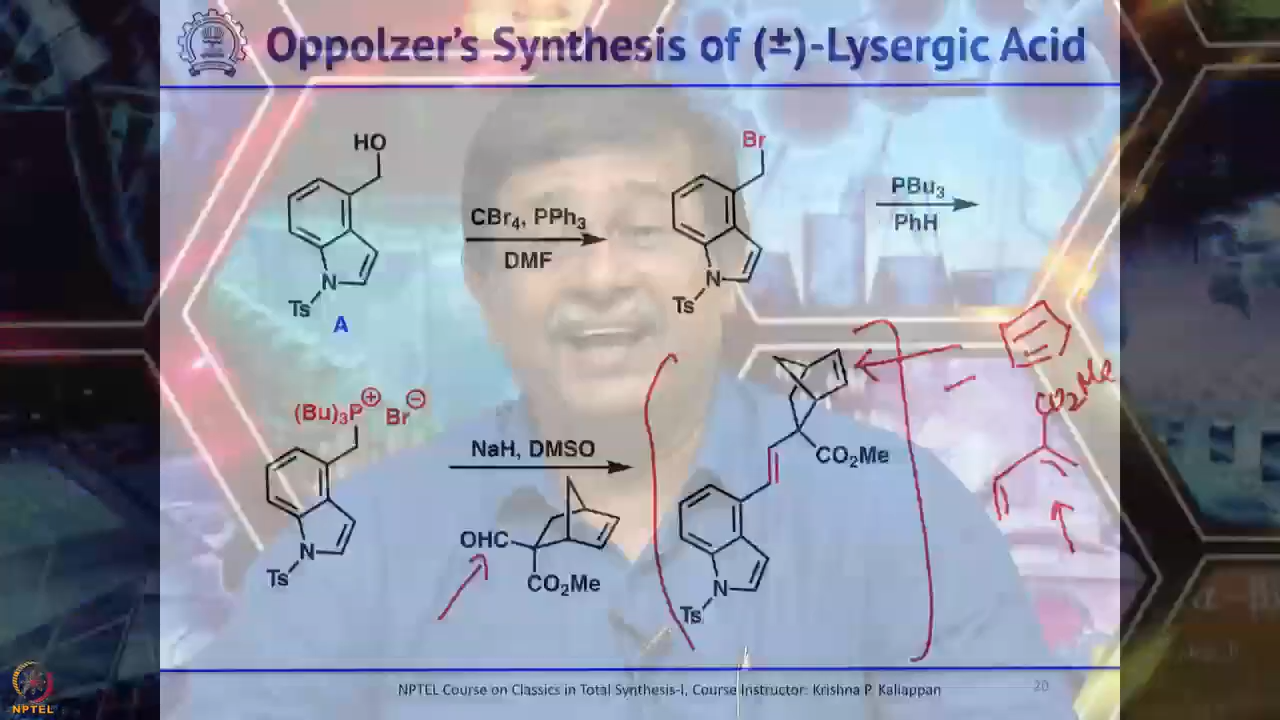 Oppolzer's Synthesis of (±)-Lysergic Acid
HO
N
Ts
A
CBr4, PPh3
DMF
Br
N
Ts
PBu3
PhH
(Bu)3P⊕ Br⊖
N
Ts
NaH, DMSO
OHC
CO2Me
CO2Me
N
Ts
CO2Me
NPTEL Course on Classics in Total Synthesis-I, Course Instructor: Krishna P. Kaliappan
20
NPTEL